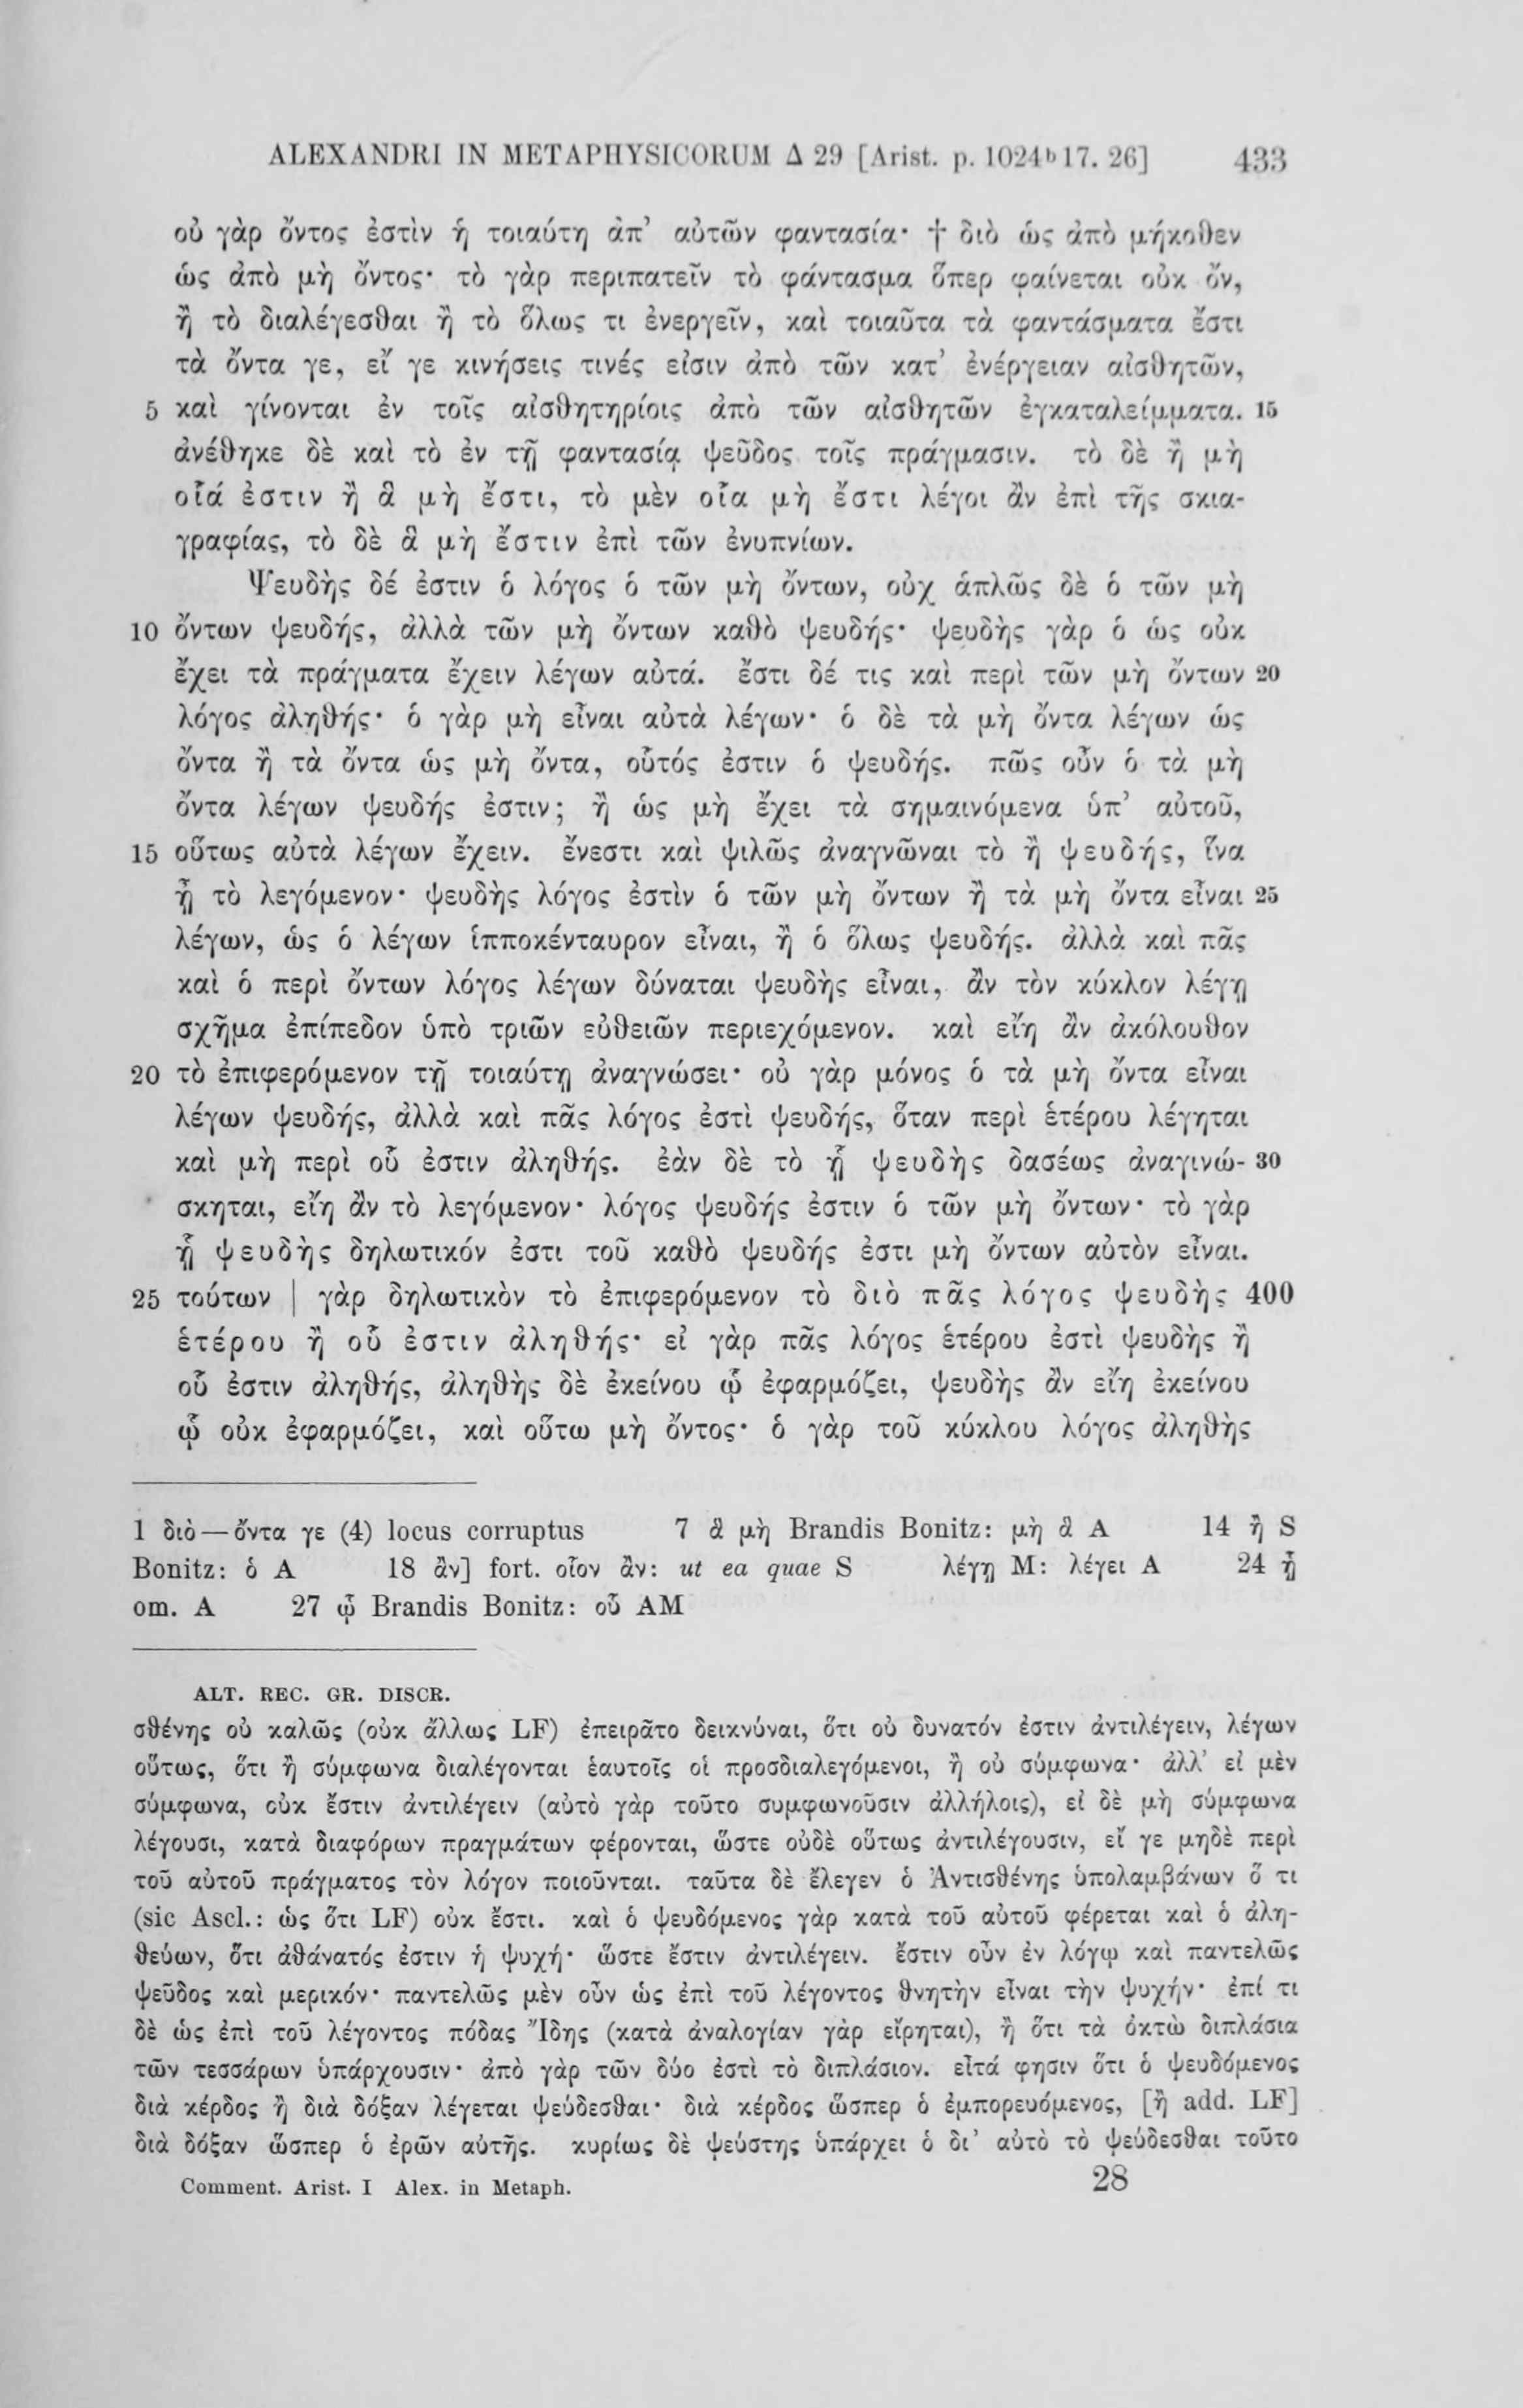 ALEXANDRI IN METAPHYSICORUM Δ 29 [Arist. p. 1024ᵇ17. 26] 433
οὐ γὰρ ὄντος ἐστὶν ἡ τοιαύτη ἀπ’ αὐτῶν φαντασία· † διὸ ὡς ἀπὸ μήκοθεν
ὡς ἀπὸ μὴ ὄντος· τὸ γὰρ περιπατεῖν τὸ φάντασμα ὅπερ φαίνεται οὐκ ὄν,
ἢ τὸ διαλέγεσθαι ἢ τὸ ὅλως τι ἐνεργεῖν, καὶ τοιαῦτα τὰ φαντάσματα ἔστι
τὰ ὄντα γε, εἴ γε κινήσεις τινές εἰσιν ἀπὸ τῶν κατ’ ἐνέργειαν αἰσθητῶν,
5 καὶ γίνονται ἐν τοῖς αἰσθητηρίοις ἀπὸ τῶν αἰσθητῶν ἐγκαταλείμματα. 15
ἀνέθηκε δὲ καὶ τὸ ἐν τῇ φαντασίᾳ ψεῦδος τοῖς πράγμασιν. τὸ δὲ ἢ μὴ
οἷά ἐστιν ἢ ἃ μὴ ἔστι, τὸ μὲν οἷα μὴ ἔστι λέγοι ἂν ἐπὶ τῆς σκια-
γραφίας, τὸ δὲ ἃ μὴ ἔστιν ἐπὶ τῶν ἐνυπνίων.
Ψευδὴς δέ ἐστιν ὁ λόγος ὁ τῶν μὴ ὄντων, οὐχ ἁπλῶς δὲ ὁ τῶν μὴ
10 ὄντων ψευδής, ἀλλὰ τῶν μὴ ὄντων καθὸ ψευδής· ψευδὴς γὰρ ὁ ὡς οὐκ
ἔχει τὰ πράγματα ἔχειν λέγων αὐτά. ἔστι δέ τις καὶ περὶ τῶν μὴ ὄντων 20
λόγος ἀληθής· ὁ γὰρ μὴ εἶναι αὐτὰ λέγων· ὁ δὲ τὰ μὴ ὄντα λέγων ὡς
ὄντα ἢ τὰ ὄντα ὡς μὴ ὄντα, οὗτός ἐστιν ὁ ψευδής. πῶς οὖν ὁ τὰ μὴ
ὄντα λέγων ψευδής ἐστιν; ἢ ὡς μὴ ἔχει τὰ σημαινόμενα ὑπ’ αὐτοῦ,
15 οὕτως αὐτὰ λέγων ἔχειν. ἔνεστι καὶ ψιλῶς ἀναγνῶναι τὸ ἢ ψευδής, ἵνα
ᾖ τὸ λεγόμενον· ψευδὴς λόγος ἐστὶν ὁ τῶν μὴ ὄντων ἢ τὰ μὴ ὄντα εἶναι 25
λέγων, ὡς ὁ λέγων ἱπποκένταυρον εἶναι, ἢ ὁ ὅλως ψευδής. ἀλλὰ καὶ πᾶς
καὶ ὁ περὶ ὄντων λόγος λέγων δύναται ψευδὴς εἶναι, ἂν τὸν κύκλον λέγῃ
σχῆμα ἐπίπεδον ὑπὸ τριῶν εὐθειῶν περιεχόμενον. καὶ εἴη ἂν ἀκόλουθον
20 τὸ ἐπιφερόμενον τῇ τοιαύτῃ ἀναγνώσει· οὐ γὰρ μόνος ὁ τὰ μὴ ὄντα εἶναι
λέγων ψευδής, ἀλλὰ καὶ πᾶς λόγος ἐστὶ ψευδής, ὅταν περὶ ἑτέρου λέγηται
καὶ μὴ περὶ οὗ ἐστιν ἀληθής. ἐὰν δὲ τὸ ᾗ ψευδὴς δασέως ἀναγινώ- 30
σκηται, εἴη ἂν τὸ λεγόμενον· λόγος ψευδής ἐστιν ὁ τῶν μὴ ὄντων· τὸ γὰρ
ᾗ ψευδὴς δηλωτικόν ἐστι τοῦ καθὸ ψευδής ἐστι μὴ ὄντων αὐτὸν εἶναι.
25 τούτων | γὰρ δηλωτικὸν τὸ ἐπιφερόμενον τὸ διὸ πᾶς λόγος ψευδὴς 400
ἑτέρου ἢ οὗ ἐστιν ἀληθής· εἰ γὰρ πᾶς λόγος ἑτέρου ἐστὶ ψευδὴς ἢ
οὗ ἐστιν ἀληθής, ἀληθὴς δὲ ἐκείνου ᾧ ἐφαρμόζει, ψευδὴς ἂν εἴη ἐκείνου
ᾧ οὐκ ἐφαρμόζει, καὶ οὕτω μὴ ὄντος· ὁ γὰρ τοῦ κύκλου λόγος ἀληθὴς
1 διὸ — ὄντα γε (4) locus corruptus 7 ἃ μὴ Brandis Bonitz: μὴ ἃ A 14 ἢ S
Bonitz: ὁ A 18 ἂν] fort. οἷον ἂν: ut ea quae S λέγῃ M: λέγει A 24 ᾗ
om. A 27 ᾧ Brandis Bonitz: οὗ AM
ALT. REC. GR. DISCR.
σθένης οὐ καλῶς (οὐκ ἄλλως LF) ἐπειρᾶτο δεικνύναι, ὅτι οὐ δυνατόν ἐστιν ἀντιλέγειν, λέγων
οὕτως, ὅτι ἢ σύμφωνα διαλέγονται ἑαυτοῖς οἱ προσδιαλεγόμενοι, ἢ οὐ σύμφωνα· ἀλλ’ εἰ μὲν
σύμφωνα, οὐκ ἔστιν ἀντιλέγειν (αὐτὸ γὰρ τοῦτο συμφωνοῦσιν ἀλλήλοις), εἰ δὲ μὴ σύμφωνα
λέγουσι, κατὰ διαφόρων πραγμάτων φέρονται, ὥστε οὐδὲ οὕτως ἀντιλέγουσιν, εἴ γε μηδὲ περὶ
τοῦ αὐτοῦ πράγματος τὸν λόγον ποιοῦνται. ταῦτα δὲ ἔλεγεν ὁ Ἀντισθένης ὑπολαμβάνων ὅ τι
(sic Ascl.: ὡς ὅτι LF) οὐκ ἔστι. καὶ ὁ ψευδόμενος γὰρ κατὰ τοῦ αὐτοῦ φέρεται καὶ ὁ ἀλη-
θεύων, ὅτι ἀθάνατός ἐστιν ἡ ψυχή· ὥστε ἔστιν ἀντιλέγειν. ἔστιν οὖν ἐν λόγῳ καὶ παντελῶς
ψεῦδος καὶ μερικόν· παντελῶς μὲν οὖν ὡς ἐπὶ τοῦ λέγοντος θνητὴν εἶναι τὴν ψυχήν· ἐπί τι
δὲ ὡς ἐπὶ τοῦ λέγοντος πόδας Ἴδης (κατὰ ἀναλογίαν γὰρ εἴρηται), ἢ ὅτι τὰ ὀκτὼ διπλάσια
τῶν τεσσάρων ὑπάρχουσιν· ἀπὸ γὰρ τῶν δύο ἐστὶ τὸ διπλάσιον. εἶτά φησιν ὅτι ὁ ψευδόμενος
διὰ κέρδος ἢ διὰ δόξαν λέγεται ψεύδεσθαι· διὰ κέρδος ὥσπερ ὁ ἐμπορευόμενος, [ἢ add. LF]
διὰ δόξαν ὥσπερ ὁ ἐρῶν αὐτῆς. κυρίως δὲ ψεύστης ὑπάρχει ὁ δι’ αὐτὸ τὸ ψεύδεσθαι τοῦτο
Comment. Arist. I Alex. in Metaph. 28